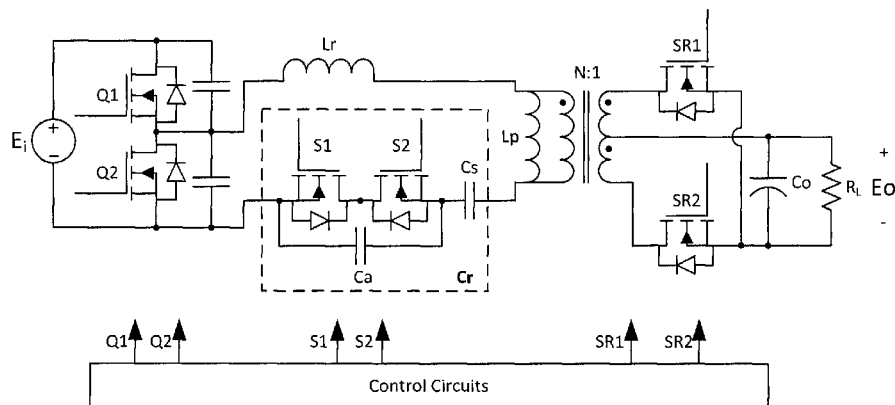 Lr
SR1
N:1
Q1
S1
S2
Lp
Cs
+
Ei
+
−
Q2
Co
RL
Eo
-
SR2
Ca
Cr
Q1
Q2
S1
S2
SR1
SR2
Control Circuits